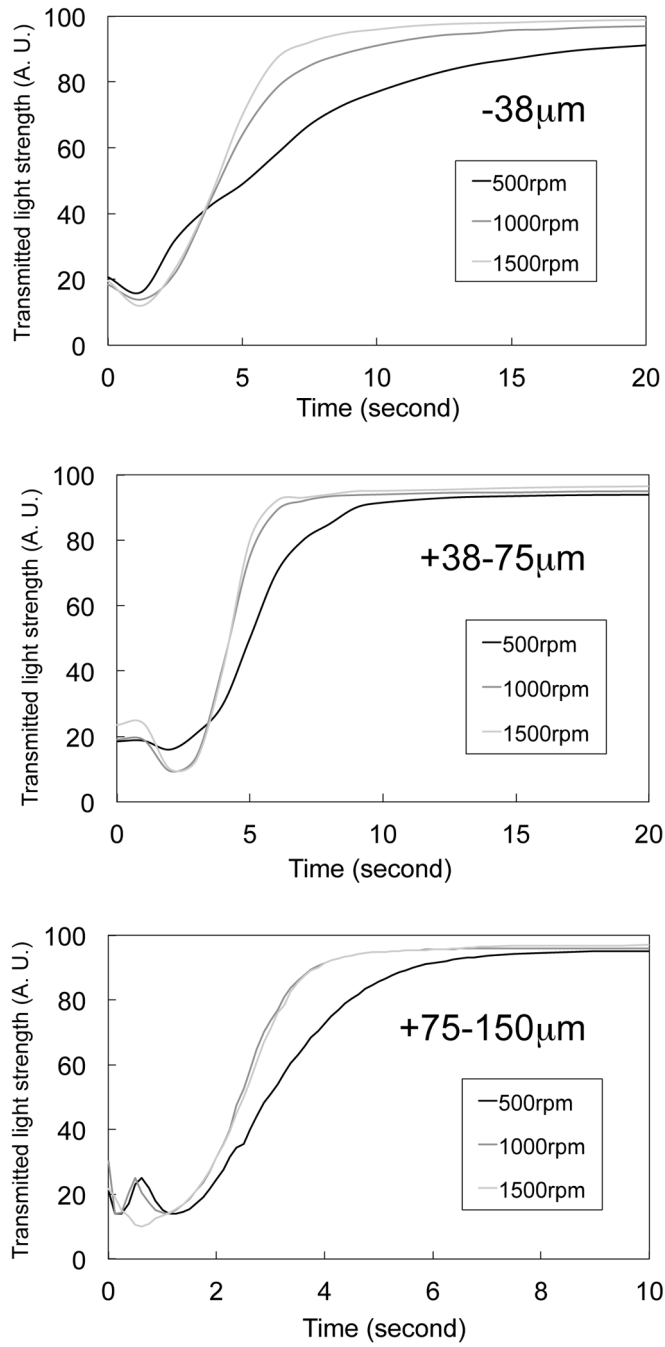 Transmitted light strength (A. U.)
100
80
60
40
20
0
-38μm
500rpm
1000rpm
1500rpm
0 5 10 15 20
Time (second)
Transmitted light strength (A. U.)
100
80
60
40
20
0
+38-75μm
500rpm
1000rpm
1500rpm
0 5 10 15 20
Time (second)
Transmitted light strength (A. U.)
100
80
60
40
20
0
+75-150μm
500rpm
1000rpm
1500rpm
0 2 4 6 8 10
Time (second)